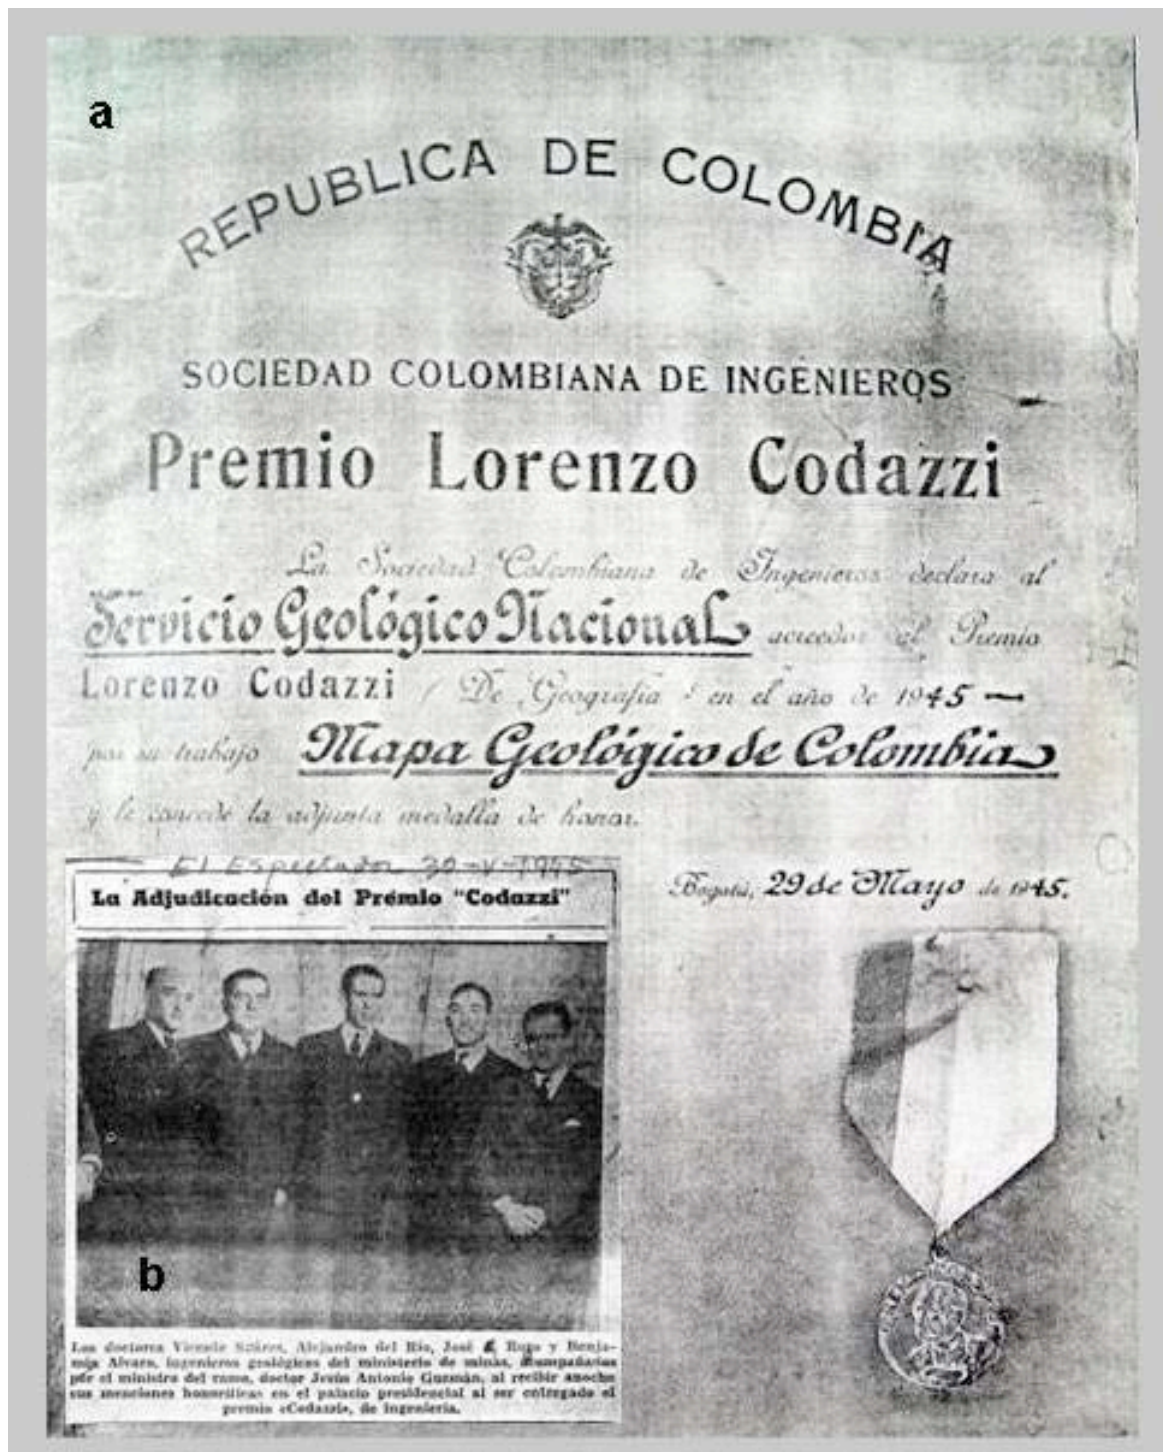 a
REPUBLICA DE COLOMBIA
SOCIEDAD COLOMBIANA DE INGENIEROS
Premio Lorenzo Codazzi
La Sociedad Colombiana de Ingenieros declara al
Servicio Geológico Nacional acreedor al Premio
Lorenzo Codazzi De Geografía en el año de 1945 —
por su trabajo Mapa Geológico de Colombia
y le concede la adjunta medalla de honor.
Bogotá, 29 de Mayo de 1945.
El Espectador 30-V-1945
La Adjudicación del Premio "Codazzi"
b
Los doctores Vicente Suárez, Alejandro del Río, José Royo y Benja-
mín Alvaro, ingenieros geológicos del ministerio de minas, acompañados
por el ministro del ramo, doctor Jesús Antonio Guzmán, al recibir anoche
sus menciones honoríficas en el palacio presidencial al ser entregado el
premio «Codazzi», de ingeniería.